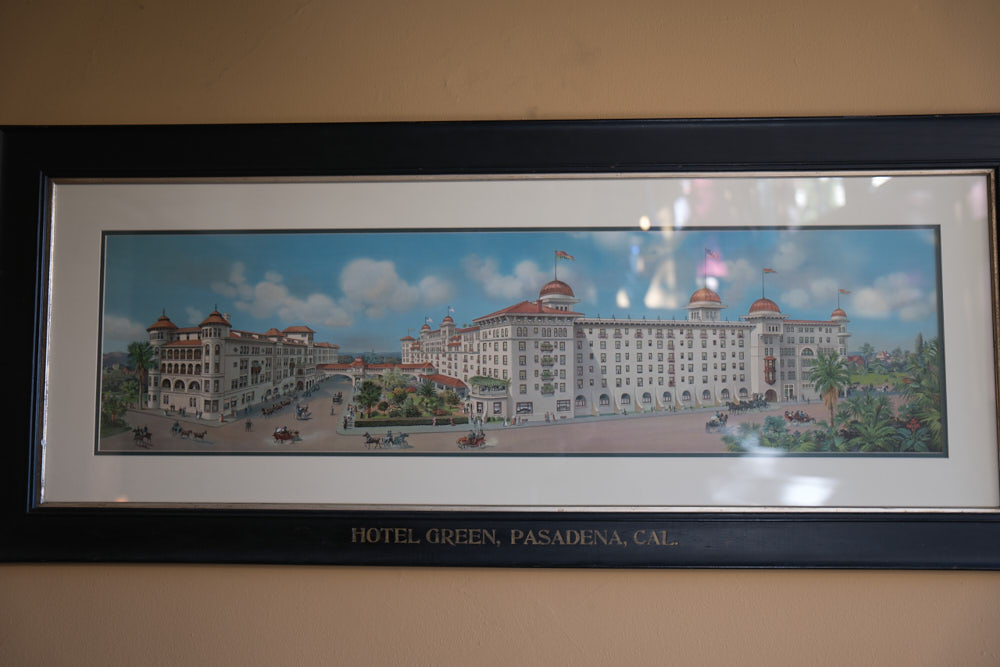 HOTEL GREEN, PASADENA, CAL.